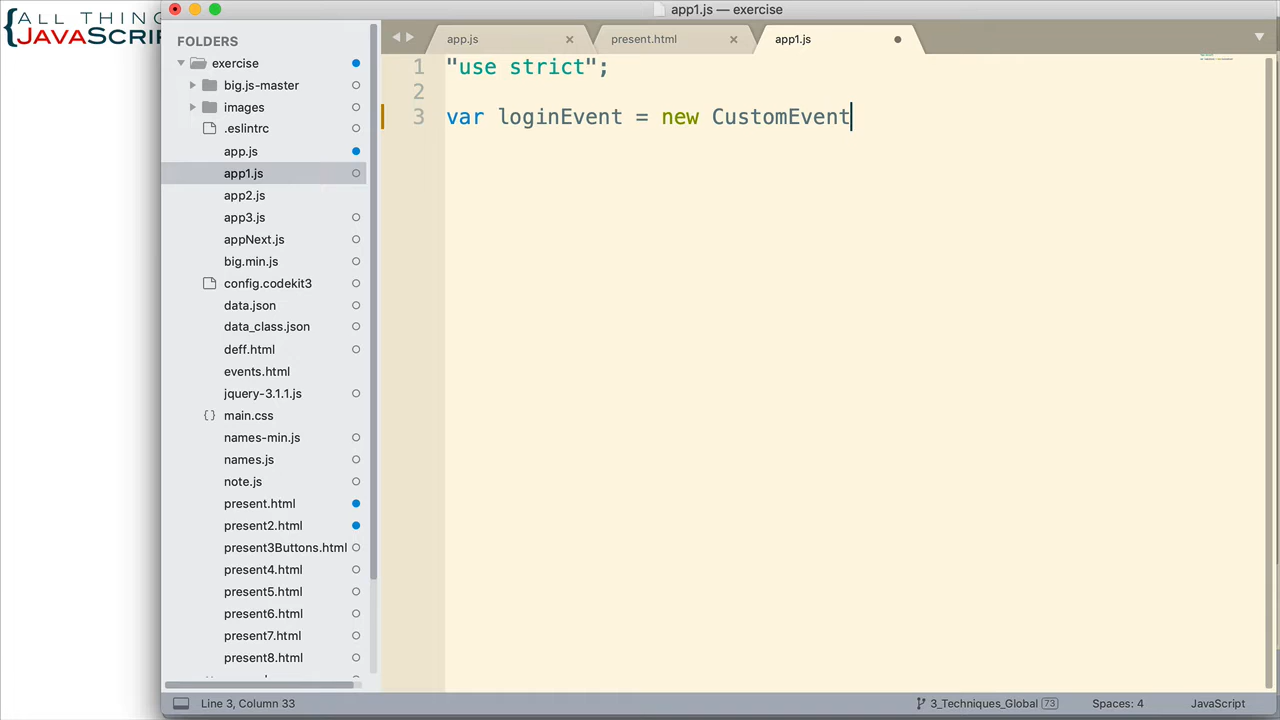 {ALL THING
JAVASCRI
app1.js — exercise
FOLDERS
exercise
big.js-master
images
.eslintrc
app.js
app1.js
app2.js
app3.js
appNext.js
big.min.js
config.codekit3
data.json
data_class.json
deff.html
events.html
jquery-3.1.1.js
{} main.css
names-min.js
names.js
note.js
present.html
present2.html
present3Buttons.html
present4.html
present5.html
present6.html
present7.html
present8.html
app.js × present.html × app1.js
1 "use strict";
2
3 var loginEvent = new CustomEvent
Line 3, Column 33 3_Techniques_Global 73 Spaces: 4 JavaScript